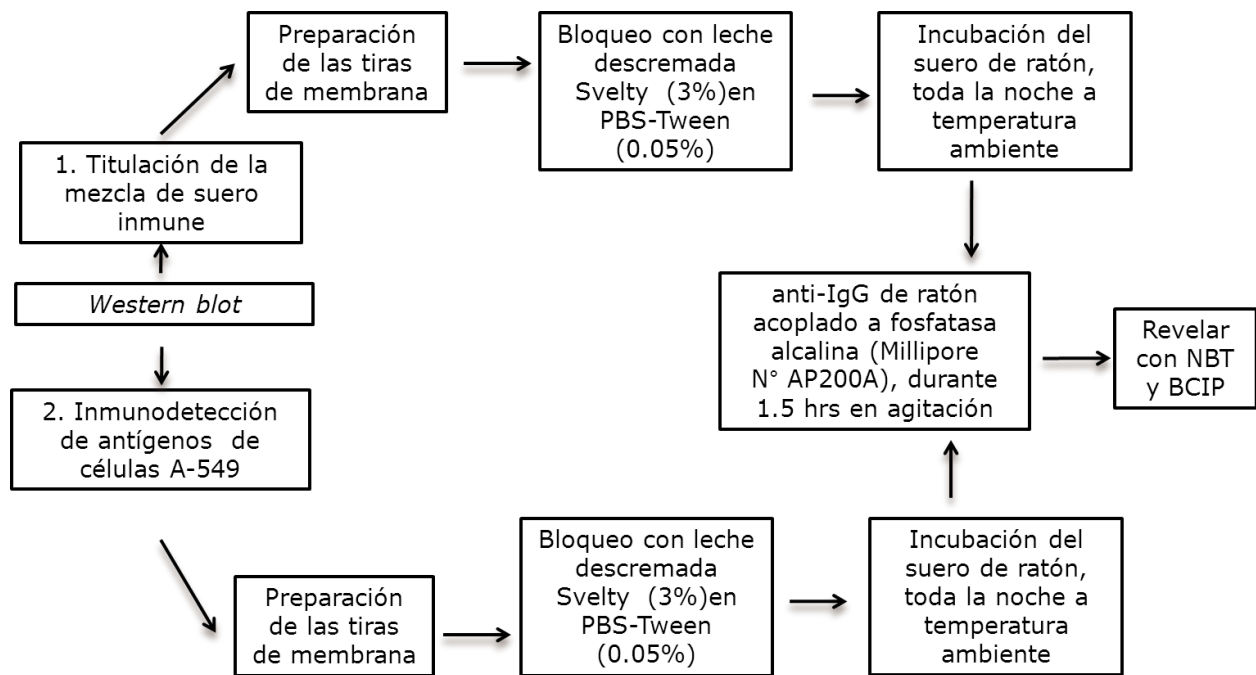 Preparación
de las tiras
de membrana
Bloqueo con leche
descremada
Svelty (3%)en
PBS-Tween
(0.05%)
Incubación del
suero de ratón,
toda la noche a
temperatura
ambiente
1. Titulación de la
mezcla de suero
inmune
Western blot
2. Inmunodetección
de antígenos de
células A-549
anti-IgG de ratón
acoplado a fosfatasa
alcalina (Millipore
N° AP200A), durante
1.5 hrs en agitación
Revelar
con NBT
y BCIP
Preparación
de las tiras
de membrana
Bloqueo con leche
descremada
Svelty (3%)en
PBS-Tween
(0.05%)
Incubación del
suero de ratón,
toda la noche a
temperatura
ambiente